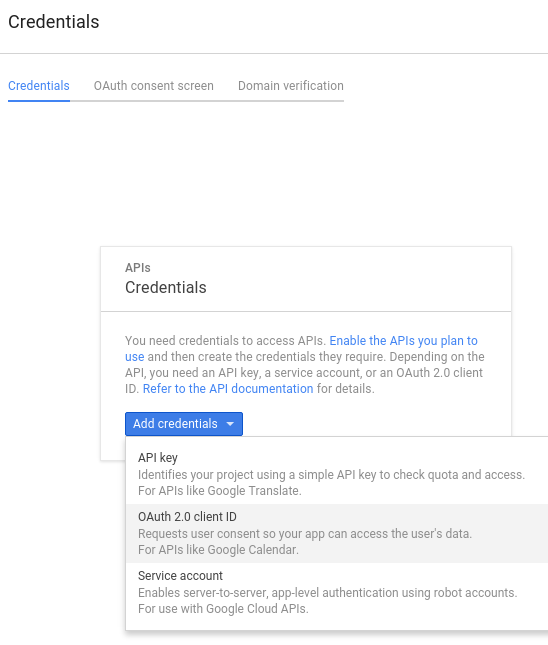 Credentials
Credentials OAuth consent screen Domain verification
APIs
Credentials
You need credentials to access APIs. Enable the APIs you plan to
use and then create the credentials they require. Depending on the
API, you need an API key, a service account, or an OAuth 2.0 client
ID. Refer to the API documentation for details.
Add credentials
API key
Identifies your project using a simple API key to check quota and access.
For APIs like Google Translate.
OAuth 2.0 client ID
Requests user consent so your app can access the user's data.
For APIs like Google Calendar.
Service account
Enables server-to-server, app-level authentication using robot accounts.
For use with Google Cloud APIs.